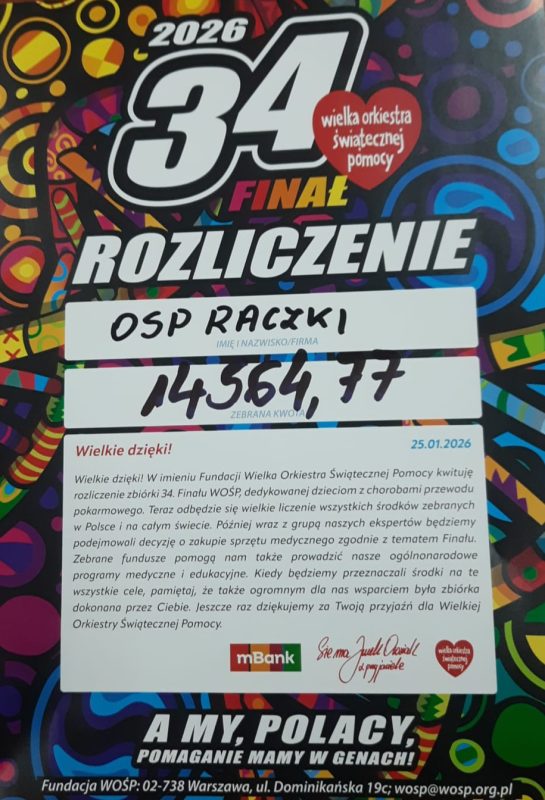 2026
34
wielka orkiestra
świątecznej
pomocy
FINAŁ
ROZLICZENIE
OSP RACZKI
IMIĘ I NAZWISKO/FIRMA
14564,77
ZEBRANA KWOTA
Wielkie dzięki!
25.01.2026
Wielkie dzięki! W imieniu Fundacji Wielka Orkiestra Świątecznej Pomocy kwituję
rozliczenie zbiórki 34. Finału WOŚP, dedykowanej dzieciom z chorobami przewodu
pokarmowego. Teraz odbędzie się wielkie liczenie wszystkich środków zebranych
w Polsce i na całym świecie. Później wraz z grupą naszych ekspertów będziemy
podejmowali decyzję o zakupie sprzętu medycznego zgodnie z tematem Finału.
Zebrane fundusze pomogą nam także prowadzić nasze ogólnonarodowe
programy medyczne i edukacyjne. Kiedy będziemy przeznaczali środki na te
wszystkie cele, pamiętaj, że także ogromnym dla nas wsparciem była zbiórka
dokonana przez Ciebie. Jeszcze raz dziękujemy za Twoją przyjaźń dla Wielkiej
Orkiestry Świątecznej Pomocy.
mBank
Sie ma Jurek Owsiak
z przyjaciele
wielka orkiestra
świątecznej
pomocy
A MY, POLACY,
POMAGANIE MAMY W GENACH!
Fundacja WOŚP: 02-738 Warszawa, ul. Dominikańska 19c; wosp@wosp.org.pl